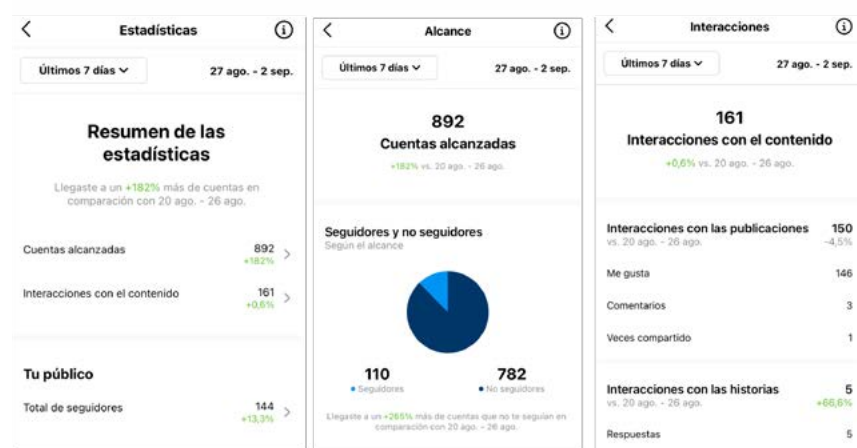 Estadísticas
Últimos 7 días
27 ago. - 2 sep.
Resumen de las
estadísticas
Llegaste a un +182% más de cuentas en
comparación con 20 ago. - 26 ago.
Cuentas alcanzadas 892
+182%
Interacciones con el contenido 161
+0,6%
Tu público
Total de seguidores 144
+13,3%
Alcance
Últimos 7 días
27 ago. - 2 sep.
892
Cuentas alcanzadas
+182% vs. 20 ago. - 26 ago.
Seguidores y no seguidores
Según el alcance
110 782
Seguidores No seguidores
Llegaste a un +265% más de cuentas que no te seguían en
comparación con 20 ago. - 26 ago.
Interacciones
Últimos 7 días
27 ago. - 2 sep.
161
Interacciones con el contenido
+0,6% vs. 20 ago. - 26 ago.
Interacciones con las publicaciones 150
vs. 20 ago. - 26 ago. -4,5%
Me gusta 146
Comentarios 3
Veces compartido 1
Interacciones con las historias 5
vs. 20 ago. - 26 ago. +66,6%
Respuestas 5